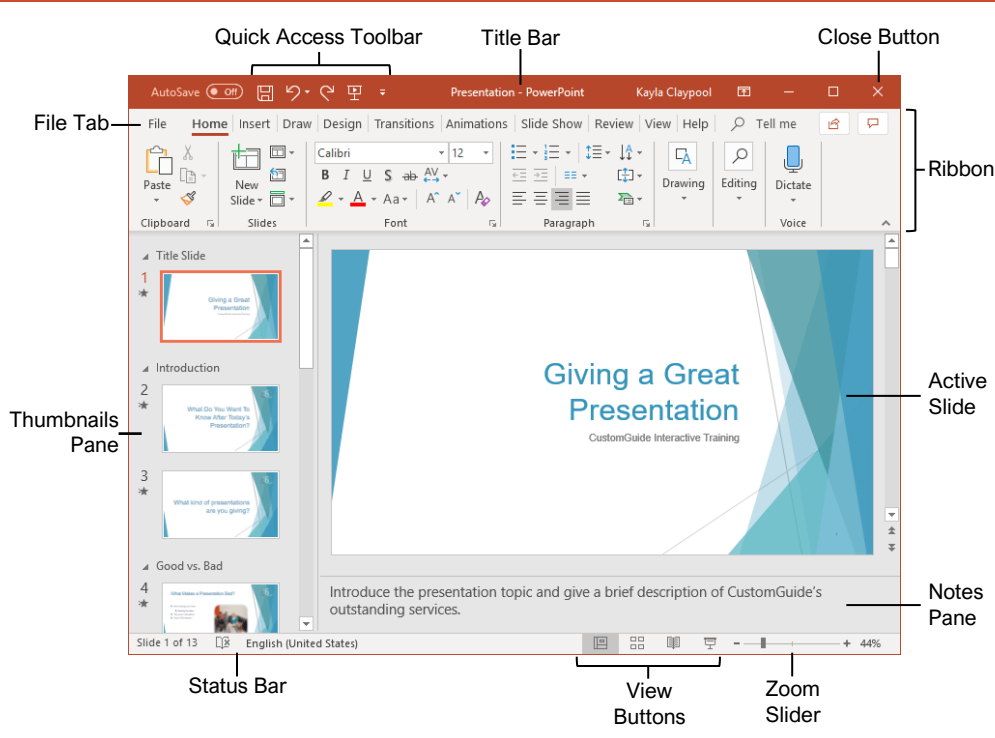 Quick Access Toolbar
Title Bar
Close Button
AutoSave Off
Presentation - PowerPoint
Kayla Claypool
File Tab
File Home Insert Draw Design Transitions Animations Slide Show Review View Help Tell me
Ribbon
Calibri 12
Paste
New
Slide
B I U S ab AV
A Aa A A A
Drawing
Editing
Dictate
Clipboard Slides Font Paragraph Voice
Title Slide
1
Giving a Great
Presentation
Introduction
2
What Do You Want To
Know After Today's
Presentation?
3
What kind of presentations
are you giving?
Good vs. Bad
4
What Makes a Presentation Bad?
Thumbnails
Pane
Giving a Great
Presentation
CustomGuide Interactive Training
Active
Slide
Introduce the presentation topic and give a brief description of CustomGuide's
outstanding services.
Notes
Pane
Slide 1 of 13 English (United States) 44%
Status Bar
View
Buttons
Zoom
Slider